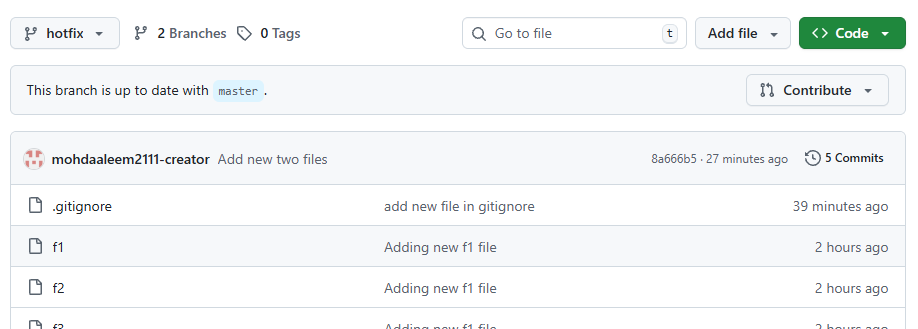 hotfix 2 Branches 0 Tags Go to file t Add file <> Code
This branch is up to date with master .
Contribute
mohdaaleem2111-creator Add new two files 8a666b5 · 27 minutes ago 5 Commits
.gitignore add new file in gitignore 39 minutes ago
f1 Adding new f1 file 2 hours ago
f2 Adding new f1 file 2 hours ago
f3 Adding new f1 file 2 hours ago